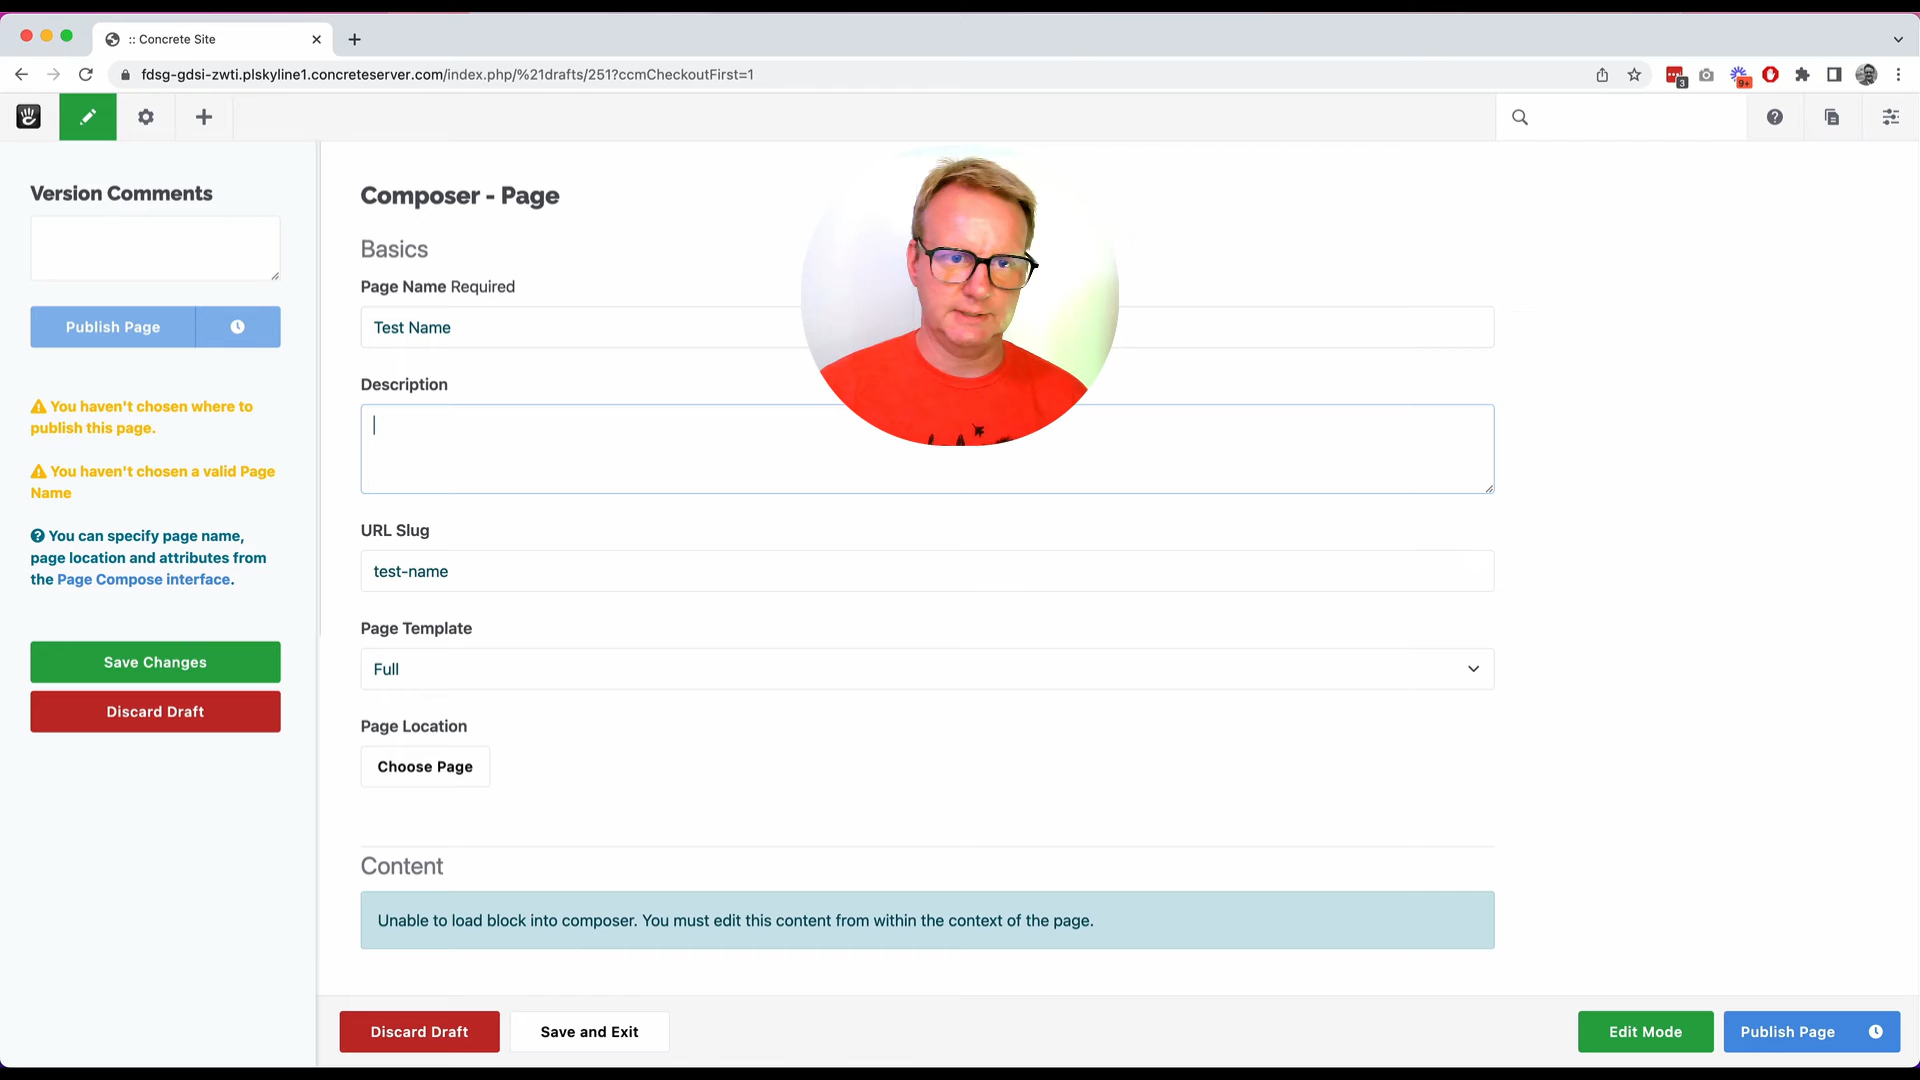 :: Concrete Site
fdsg-gdsi-zwti.plskyline1.concreteserver.com/index.php/%21drafts/251?ccmCheckoutFirst=1
3
9+
Version Comments
Publish Page
You haven't chosen where to
publish this page.
You haven't chosen a valid Page
Name
You can specify page name,
page location and attributes from
the Page Compose interface.
Save Changes
Discard Draft
Composer - Page
Basics
Page Name Required
Test Name
Description
URL Slug
test-name
Page Template
Full
Page Location
Choose Page
Content
Unable to load block into composer. You must edit this content from within the context of the page.
Discard Draft
Save and Exit
Edit Mode
Publish Page